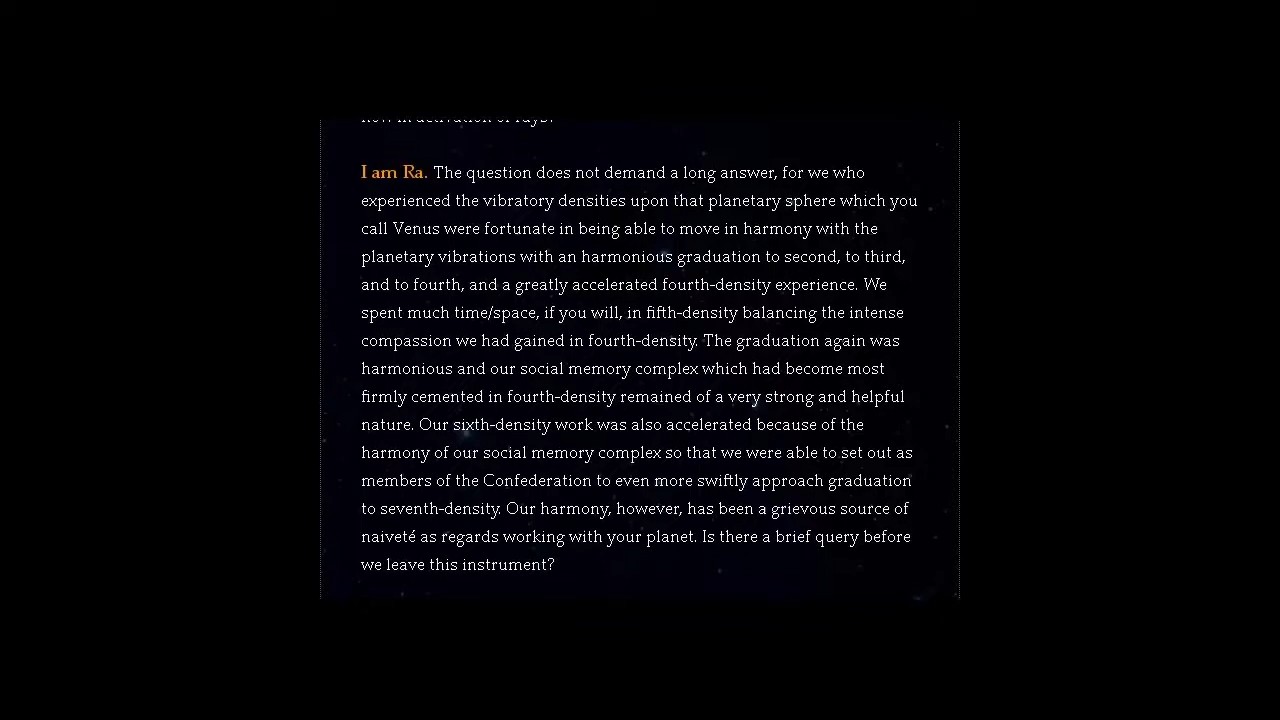 now in activation of rays?
I am Ra. The question does not demand a long answer, for we who
experienced the vibratory densities upon that planetary sphere which you
call Venus were fortunate in being able to move in harmony with the
planetary vibrations with an harmonious graduation to second, to third,
and to fourth, and a greatly accelerated fourth-density experience. We
spent much time/space, if you will, in fifth-density balancing the intense
compassion we had gained in fourth-density. The graduation again was
harmonious and our social memory complex which had become most
firmly cemented in fourth-density remained of a very strong and helpful
nature. Our sixth-density work was also accelerated because of the
harmony of our social memory complex so that we were able to set out as
members of the Confederation to even more swiftly approach graduation
to seventh-density. Our harmony, however, has been a grievous source of
naiveté as regards working with your planet. Is there a brief query before
we leave this instrument?